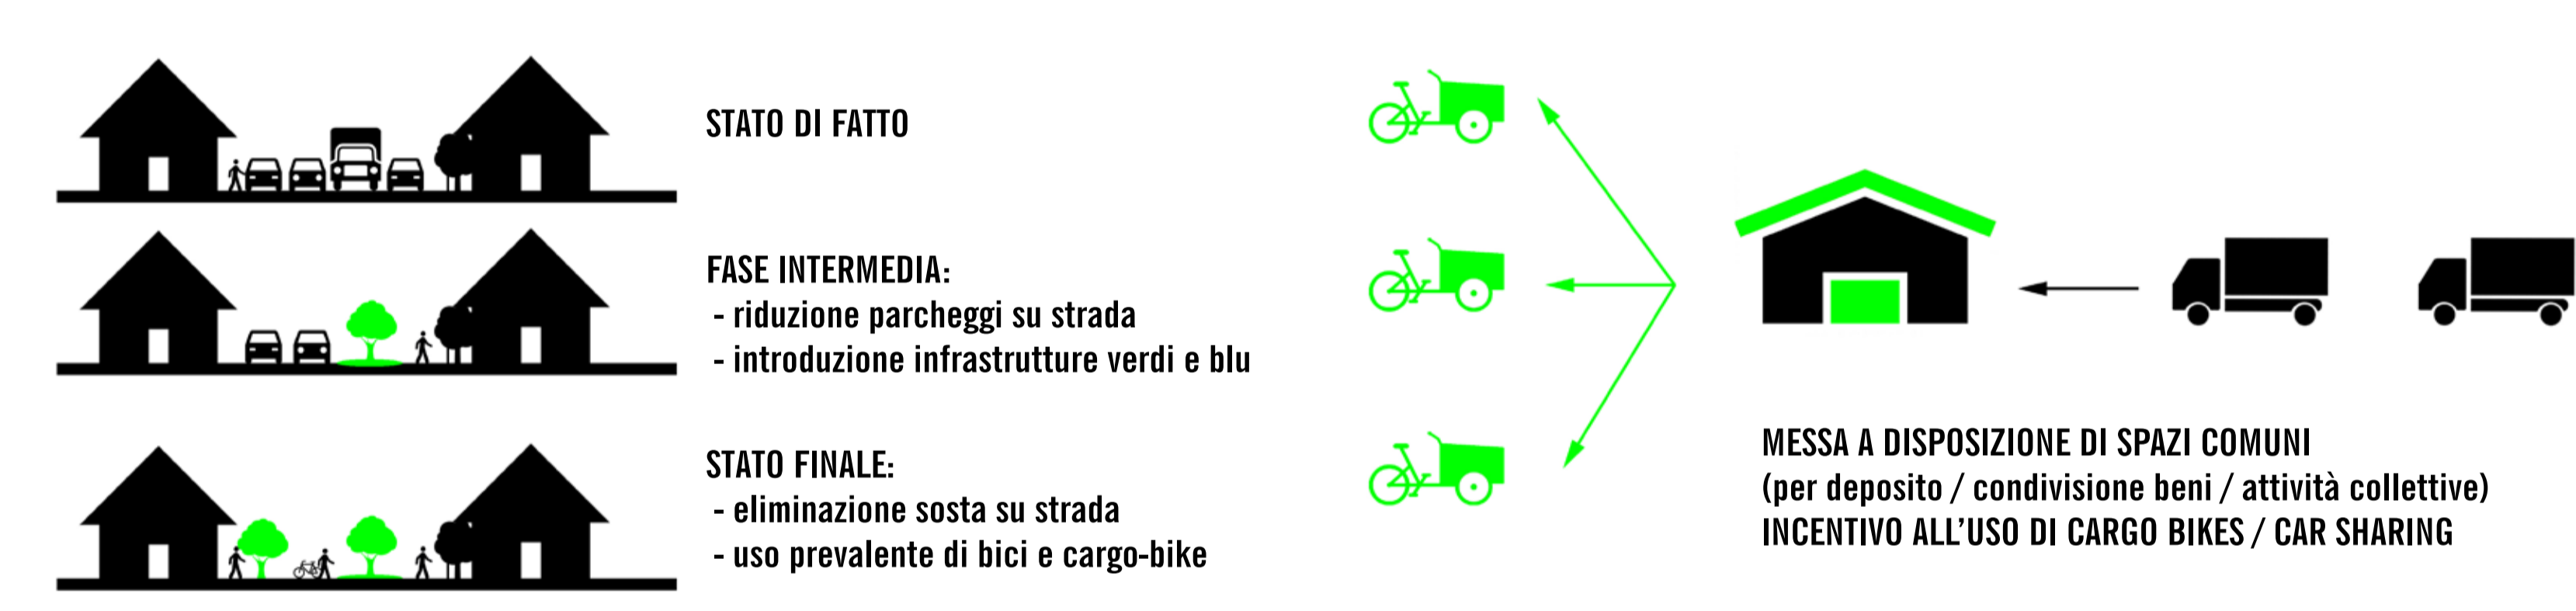 STATO DI FATTO
FASE INTERMEDIA:
- riduzione parcheggi su strada
- introduzione infrastrutture verdi e blu
STATO FINALE:
- eliminazione sosta su strada
- uso prevalente di bici e cargo-bike
MESSA A DISPOSIZIONE DI SPAZI COMUNI
(per deposito / condivisione beni / attività collettive)
INCENTIVO ALL’USO DI CARGO BIKES / CAR SHARING